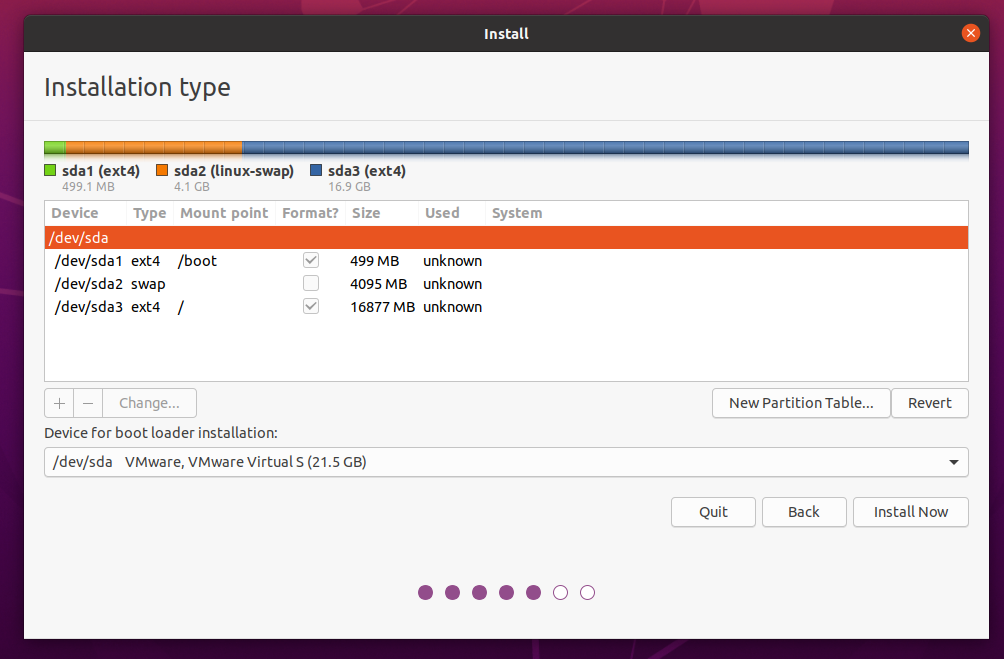 Install
Installation type
sda1 (ext4) sda2 (linux-swap) sda3 (ext4)
499.1 MB 4.1 GB 16.9 GB
Device Type Mount point Format? Size Used System
/dev/sda
/dev/sda1 ext4 /boot 499 MB unknown
/dev/sda2 swap 4095 MB unknown
/dev/sda3 ext4 / 16877 MB unknown
+ − Change... New Partition Table... Revert
Device for boot loader installation:
/dev/sda VMware, VMware Virtual S (21.5 GB)
Quit Back Install Now